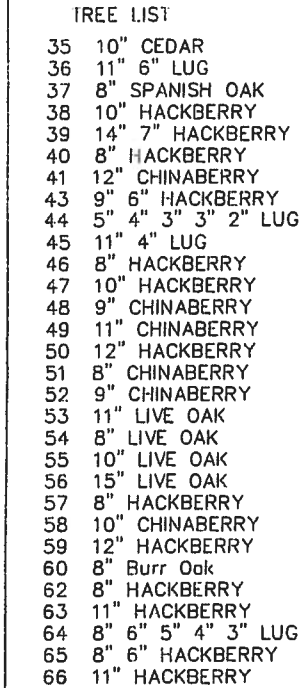 TREE LIST
35 10" CEDAR
36 11" 6" LUG
37 8" SPANISH OAK
38 10" HACKBERRY
39 14" 7" HACKBERRY
40 8" HACKBERRY
41 12" CHINABERRY
43 9" 6" HACKBERRY
44 5" 4" 3" 3" 2" LUG
45 11" 4" LUG
46 8" HACKBERRY
47 10" HACKBERRY
48 9" CHINABERRY
49 11" CHINABERRY
50 12" HACKBERRY
51 8" CHINABERRY
52 9" CHINABERRY
53 11" LIVE OAK
54 8" LIVE OAK
55 10" LIVE OAK
56 15" LIVE OAK
57 8" HACKBERRY
58 10" CHINABERRY
59 12" HACKBERRY
60 8" Burr Oak
62 8" HACKBERRY
63 11" HACKBERRY
64 8" 6" 5" 4" 3" LUG
65 8" 6" HACKBERRY
66 11" HACKBERRY